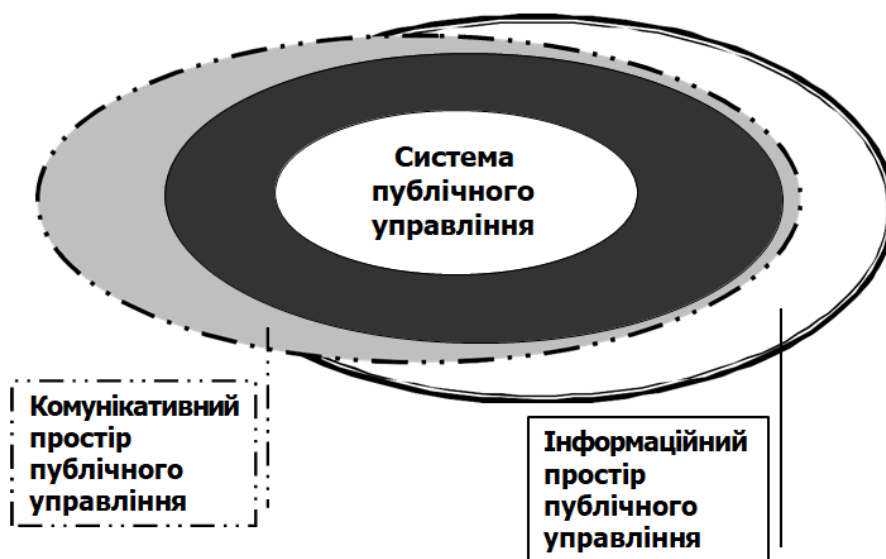 Система
публічного
управління
Комунікативний
простір
публічного
управління
Інформаційний
простір
публічного
управління